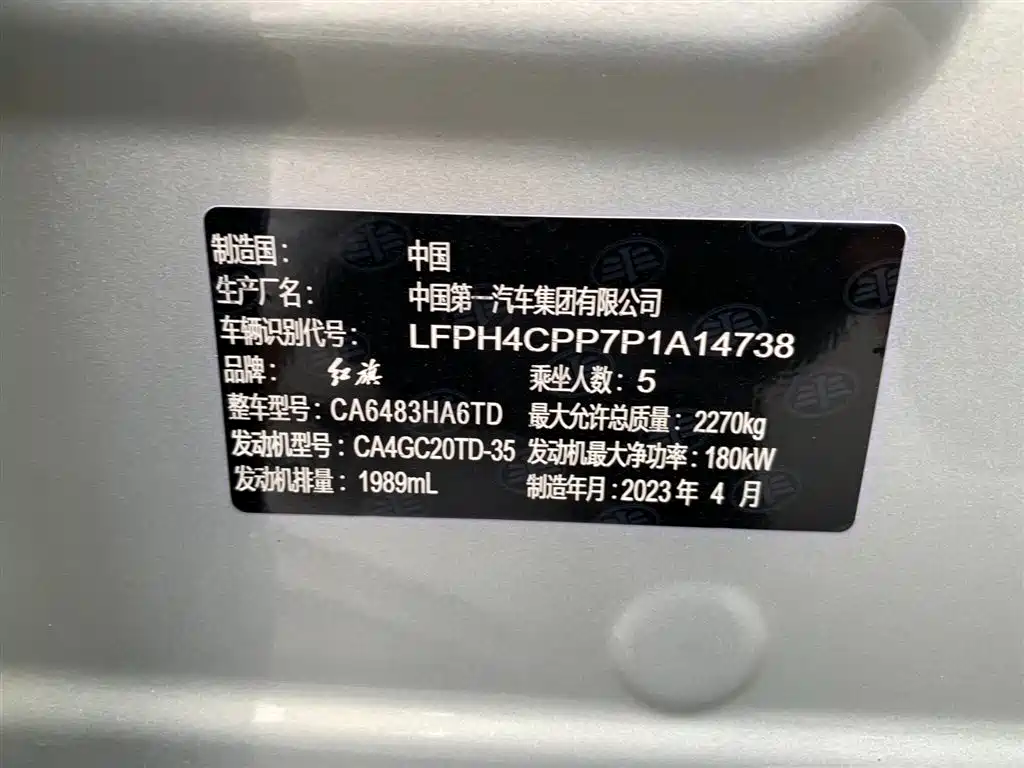 制造国： 中国
生产厂名： 中国第一汽车集团有限公司
车辆识别代号： LFPH4CPP7P1A14738
品牌： 红旗 乘坐人数：5
整车型号：CA6483HA6TD 最大允许总质量：2270kg
发动机型号：CA4GC20TD-35 发动机最大净功率：180kW
发动机排量：1989mL 制造年月：2023年 4 月